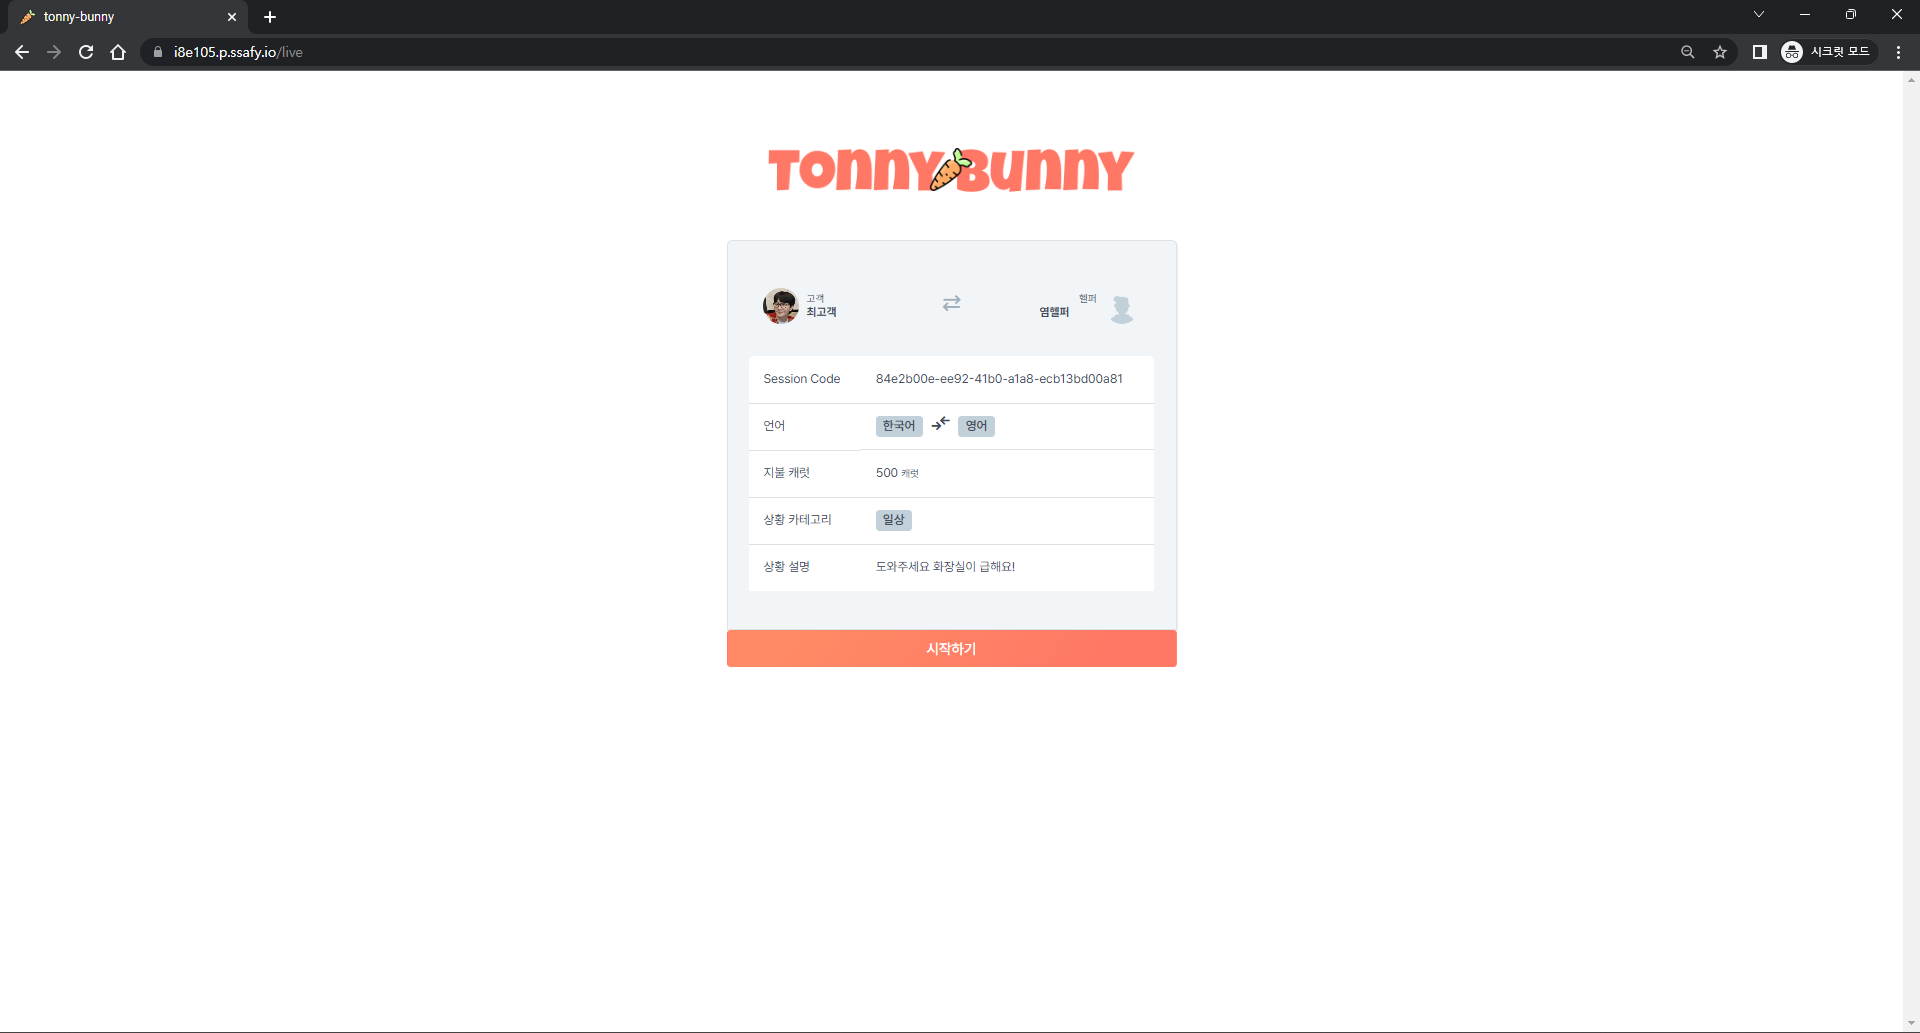 tonny-bunny
i8e105.p.ssafy.io/live
시크릿 모드
Tonny Bunny
고객
최고객
헬퍼
염헬퍼
Session Code 84e2b00e-ee92-41b0-a1a8-ecb13bd00a81
언어 한국어 영어
지불 캐럿 500 캐럿
상황 카테고리 일상
상황 설명 도와주세요 화장실이 급해요!
시작하기